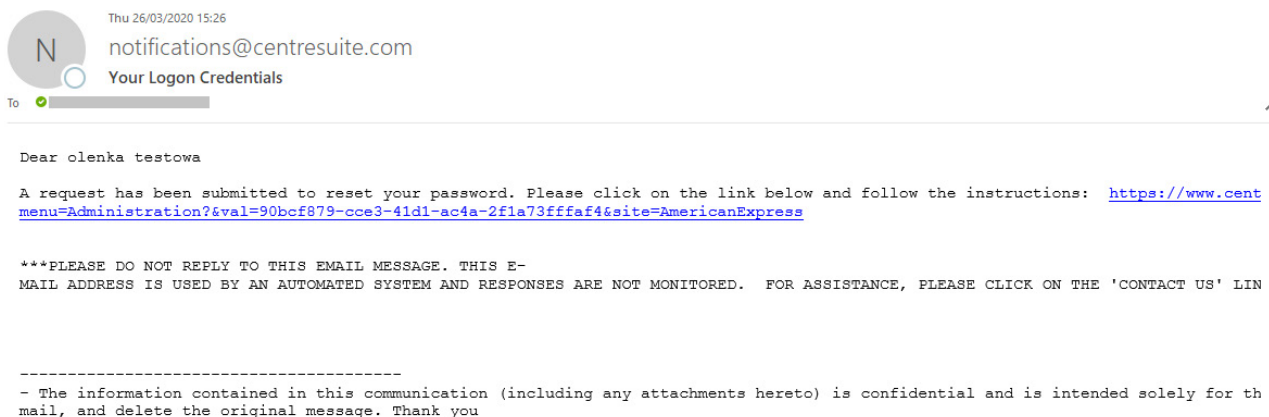 Thu 26/03/2020 15:26
N
notifications@centresuite.com
Your Logon Credentials
To
Dear olenka testowa
A request has been submitted to reset your password. Please click on the link below and follow the instructions: https://www.cent
menu=Administration?&val=90bcf879-cce3-41d1-ac4a-2f1a73fffaf4&site=AmericanExpress
***PLEASE DO NOT REPLY TO THIS EMAIL MESSAGE. THIS E-
MAIL ADDRESS IS USED BY AN AUTOMATED SYSTEM AND RESPONSES ARE NOT MONITORED. FOR ASSISTANCE, PLEASE CLICK ON THE 'CONTACT US' LIN
----------------------------------------
- The information contained in this communication (including any attachments hereto) is confidential and is intended solely for th
mail, and delete the original message. Thank you